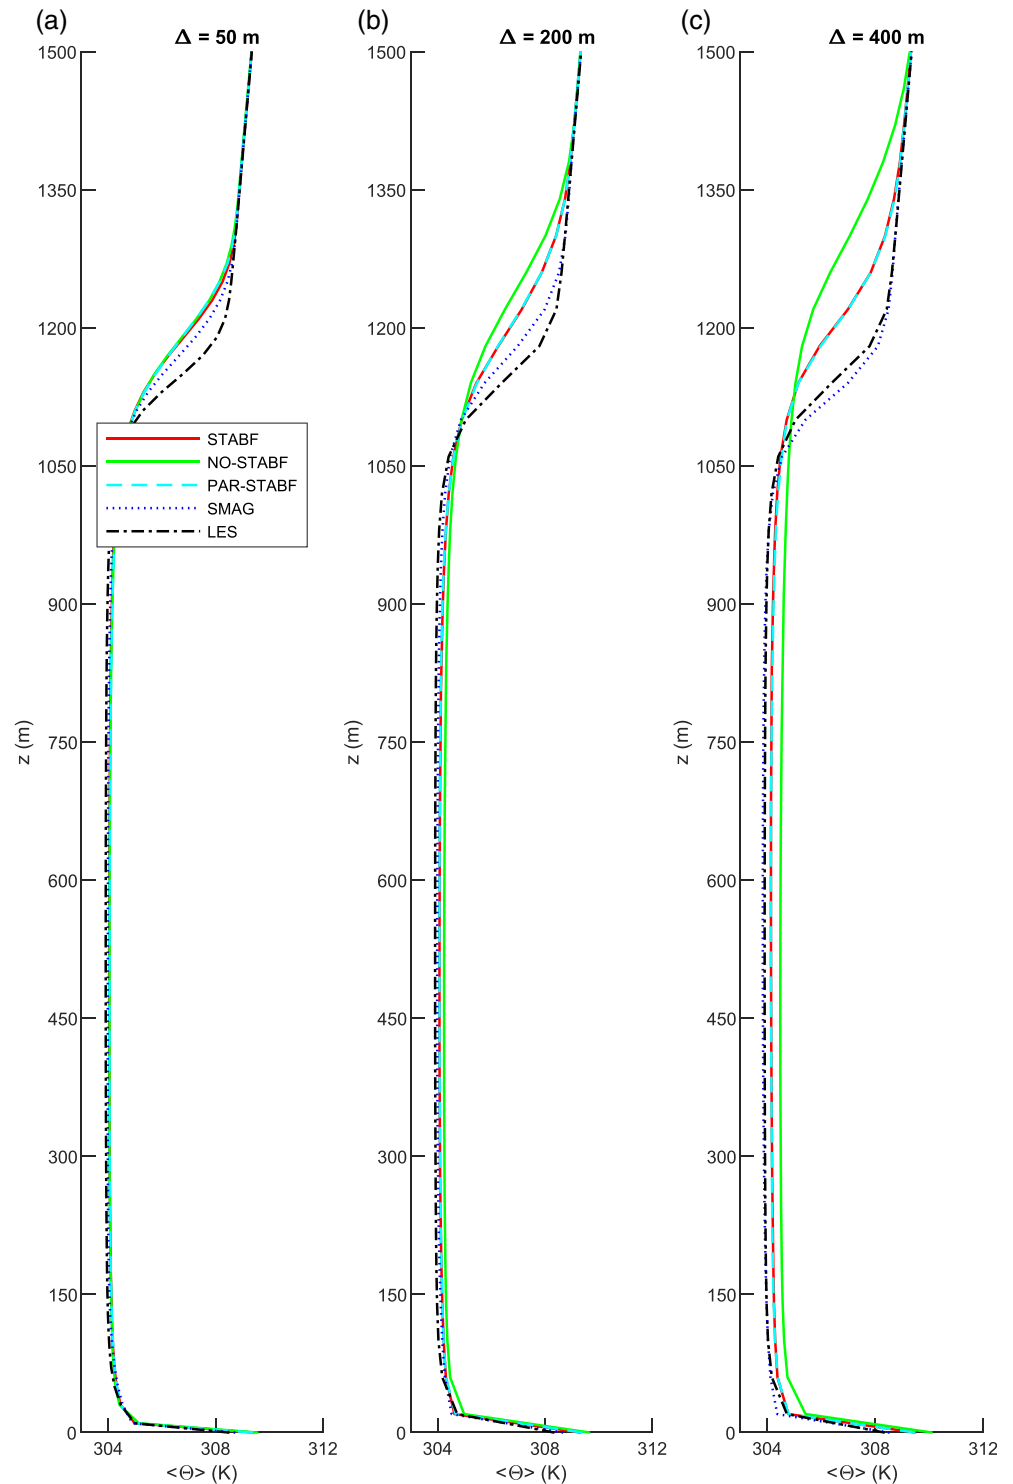 (a)
Δ = 50 m
1500
1350
1200
1050
900
750
600
450
300
150
0
z (m)
304
308
312
<Θ> (K)
STABF
NO-STABF
PAR-STABF
SMAG
LES
(b)
Δ = 200 m
1500
1350
1200
1050
900
750
600
450
300
150
0
z (m)
304
308
312
<Θ> (K)
(c)
Δ = 400 m
1500
1350
1200
1050
900
750
600
450
300
150
0
z (m)
304
308
312
<Θ> (K)